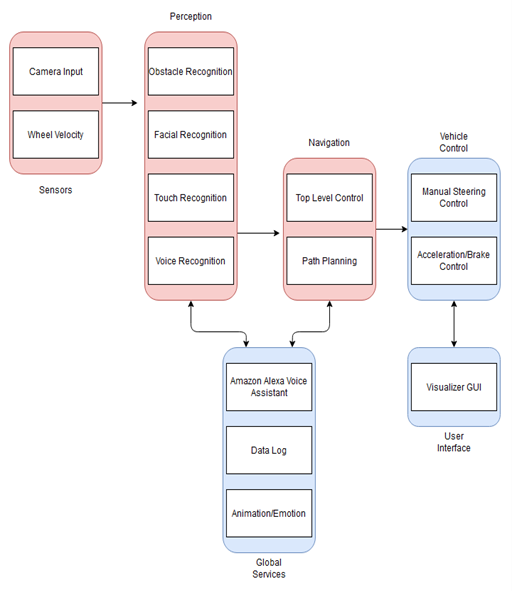 Perception
Camera Input
Wheel Velocity
Sensors
Obstacle Recognition
Facial Recognition
Touch Recognition
Voice Recognition
Navigation
Top Level Control
Path Planning
Vehicle
Control
Manual Steering
Control
Acceleration/Brake
Control
Amazon Alexa Voice
Assistant
Data Log
Animation/Emotion
Global
Services
Visualizer GUI
User
Interface